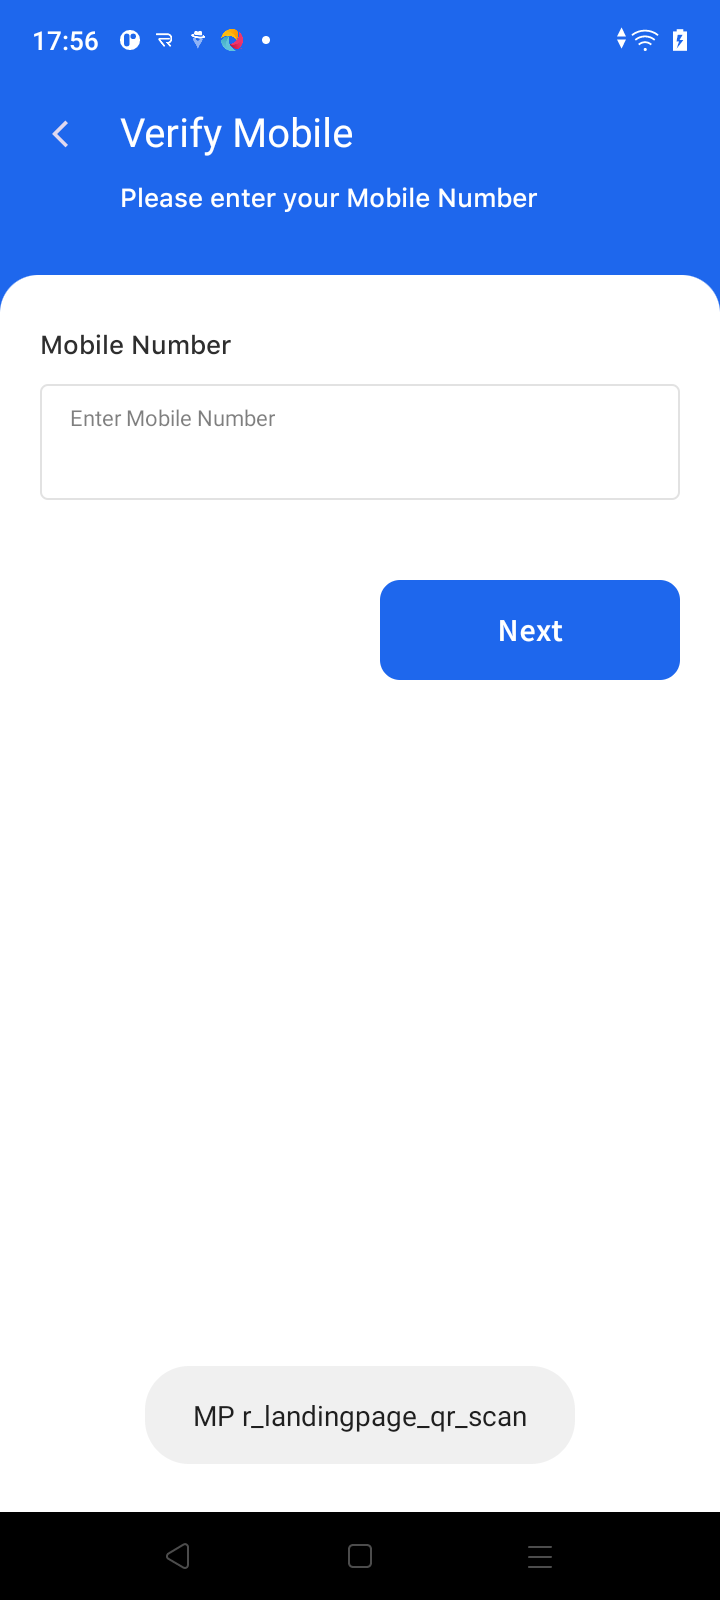 17:56
Verify Mobile
Please enter your Mobile Number
Mobile Number
Enter Mobile Number
Next
MP r_landingpage_qr_scan